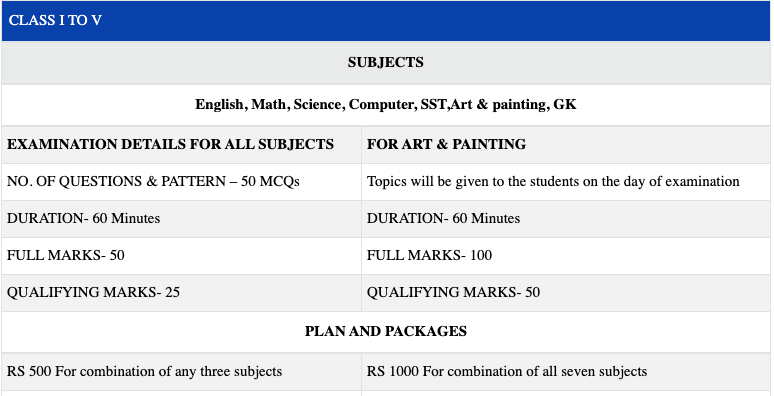 CLASS I TO V
SUBJECTS
English, Math, Science, Computer, SST,Art & painting, GK
EXAMINATION DETAILS FOR ALL SUBJECTS
FOR ART & PAINTING
NO. OF QUESTIONS & PATTERN – 50 MCQs
Topics will be given to the students on the day of examination
DURATION- 60 Minutes
DURATION- 60 Minutes
FULL MARKS- 50
FULL MARKS- 100
QUALIFYING MARKS- 25
QUALIFYING MARKS- 50
PLAN AND PACKAGES
RS 500 For combination of any three subjects
RS 1000 For combination of all seven subjects